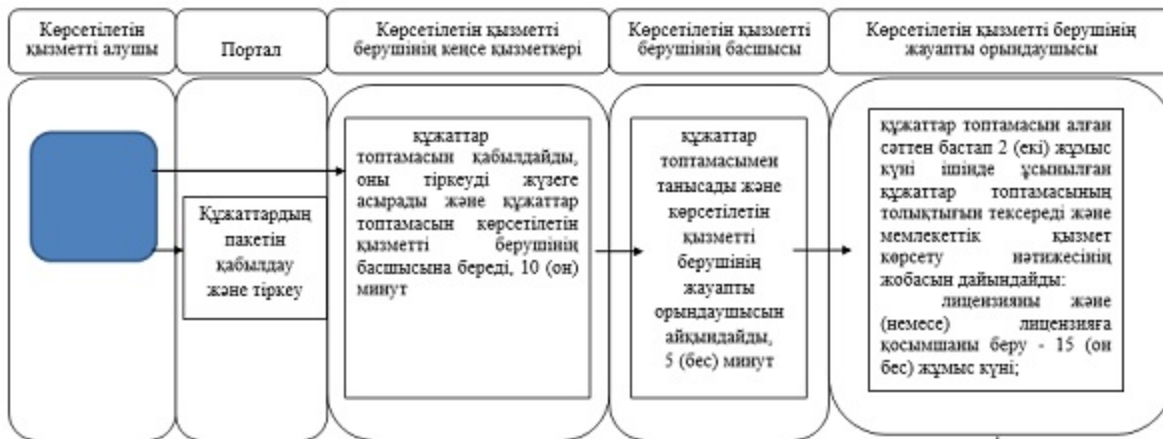 Көрсетілетін
қызметті алушы
Портал
Көрсетілетін қызметті
берушінің кеңсе қызметкері
Көрсетілетін қызметті
берушінің басшысы
Көрсетілетін қызметті берушінің
жауапты орындаушысы
Құжаттардың
пакетін
қабылдау
және тіркеу
құжаттар
топтамасын қабылдайды,
оны тіркеуді жүзеге
асырады және құжаттар
топтамасын көрсетілетін
қызметті берушінің
басшысына береді, 10 (он)
минут
құжаттар
топтамасымен
танысады және
көрсетілетін
қызметті
берушінің
жауапты
орындаушысын
айқындайды,
5 (бес) минут
құжаттар топтамасын алған
сәттен бастап 2 (екі) жұмыс
күні ішінде ұсынылған
құжаттар топтамасының
толықтығын тексереді және
мемлекеттік қызмет
көрсету нәтижесінің
жобасын дайындайды:
лицензияны және
(немесе) лицензияға
қосымшаны беру - 15 (он
бес) жұмыс күні;